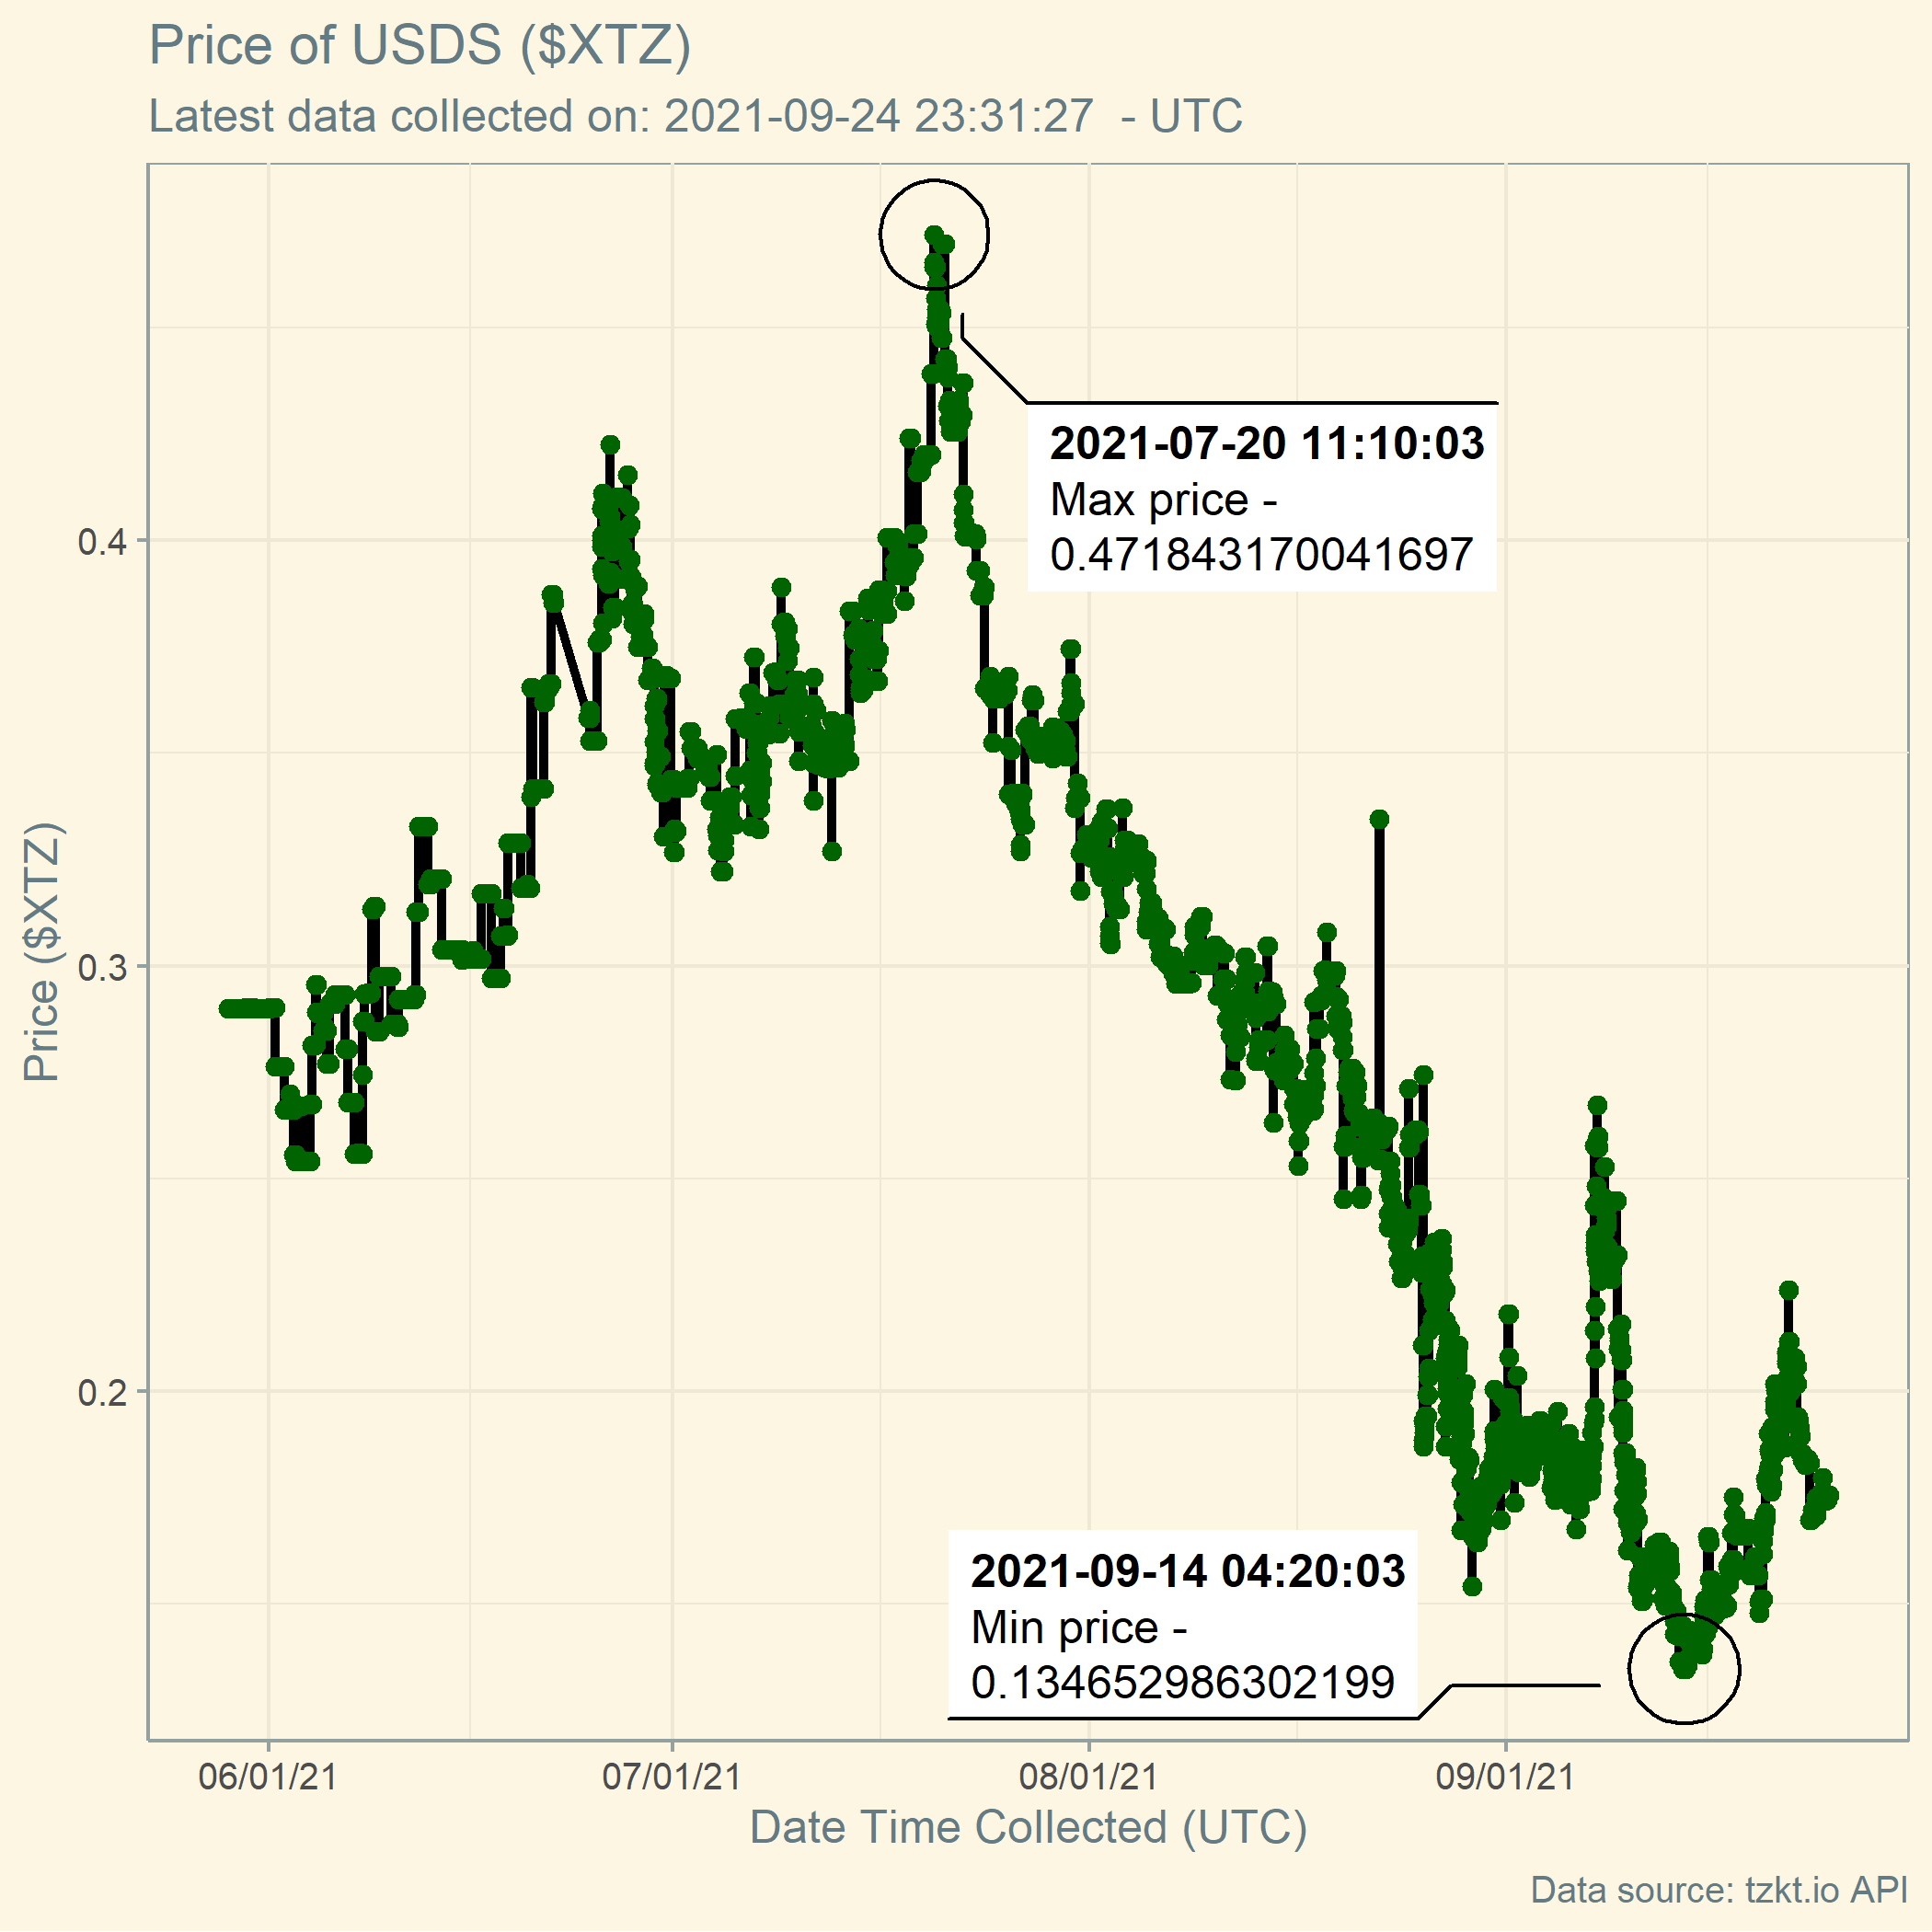 Price of USDS ($XTZ)
Latest data collected on: 2021-09-24 23:31:27  - UTC
2021-07-20 11:10:03
Max price -
0.471843170041697
0.4
0.3
0.2
Price ($XTZ)
2021-09-14 04:20:03
Min price -
0.134652986302199
06/01/21
07/01/21
08/01/21
09/01/21
Date Time Collected (UTC)
Data source: tzkt.io API